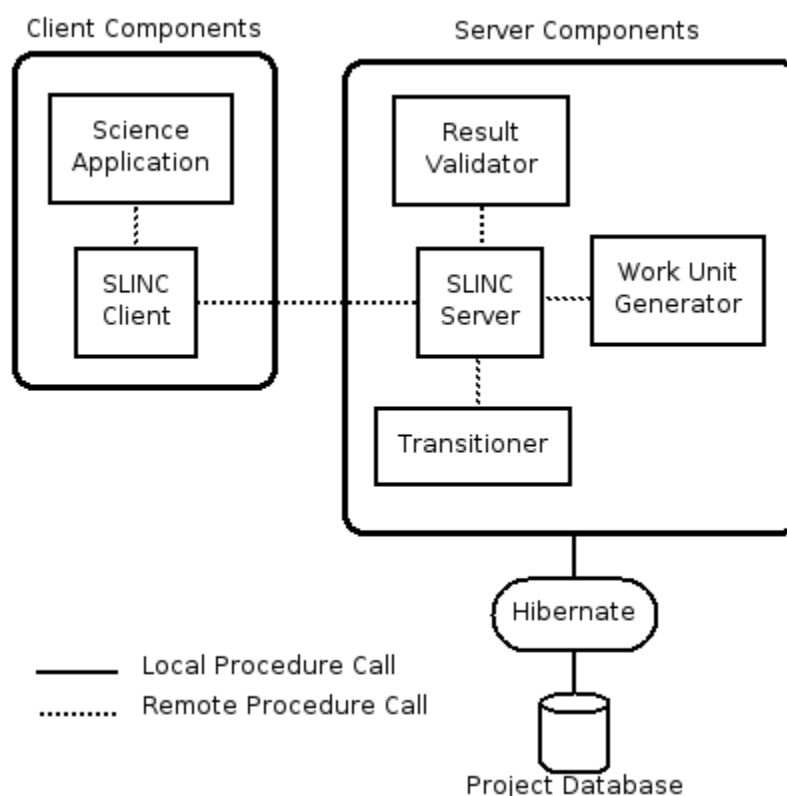 Client Components
Server Components
Science
Application
Result
Validator
SLINC
Client
SLINC
Server
Work Unit
Generator
Transitioner
Hibernate
Local Procedure Call
Remote Procedure Call
Project Database